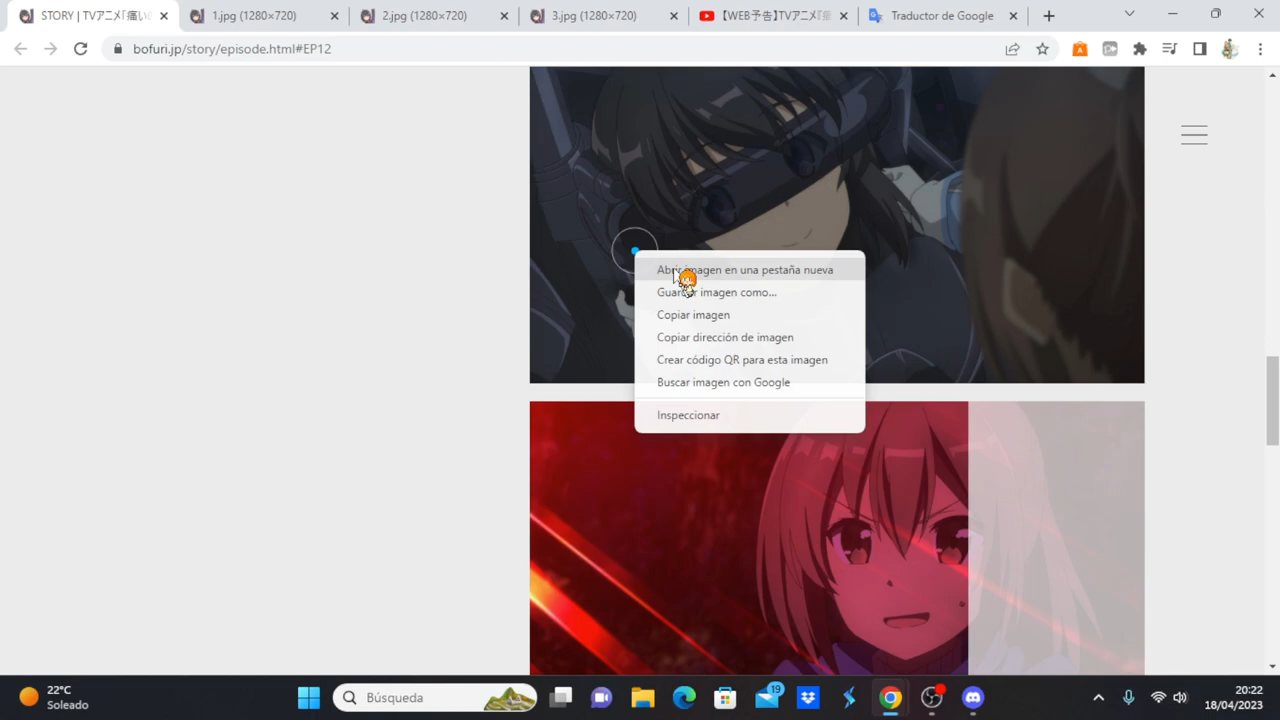 STORY | TVアニメ『痛い
1.jpg (1280×720)
2.jpg (1280×720)
3.jpg (1280×720)
【WEB予告】TVアニメ『痛
Traductor de Google
bofuri.jp/story/episode.html#EP12
Abrir imagen en una pestaña nueva
Guardar imagen como...
Copiar imagen
Copiar dirección de imagen
Crear código QR para esta imagen
Buscar imagen con Google
Inspeccionar
22°C
Soleado
Búsqueda
19
20:22
18/04/2023